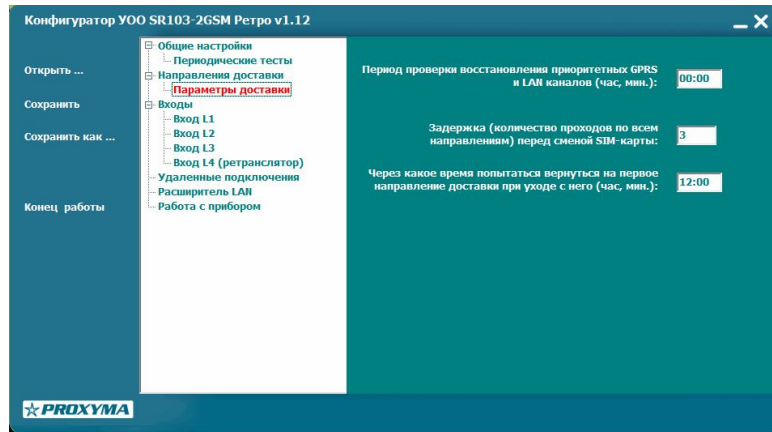 Конфигуратор УОО SR103-2GSM Ретро v1.12
Открыть ...
Сохранить
Сохранить как ...
Конец работы
Общие настройки
Периодические тесты
Направления доставки
Параметры доставки
Входы
Вход L1
Вход L2
Вход L3
Вход L4 (ретранслятор)
Удаленные подключения
Расширитель LAN
Работа с прибором
Период проверки восстановления приоритетных GPRS
и LAN каналов (час, мин.):
00:00
Задержка (количество проходов по всем
направлениям) перед сменой SIM-карты:
3
Через какое время попытаться вернуться на первое
направление доставки при уходе с него (час, мин.):
12:00
PROXYMA